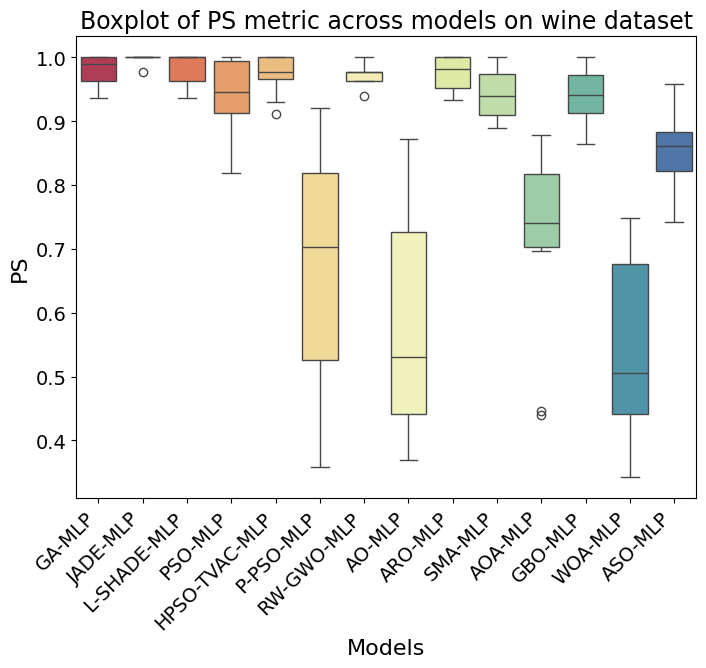 Boxplot of PS metric across models on wine dataset
1.0
0.9
0.8
0.7
0.6
0.5
0.4
PS
GA-MLP
JADE-MLP
L-SHADE-MLP
PSO-MLP
HPSO-TVAC-MLP
P-PSO-MLP
RW-GWO-MLP
AO-MLP
ARO-MLP
SMA-MLP
AOA-MLP
GBO-MLP
WOA-MLP
ASO-MLP
Models